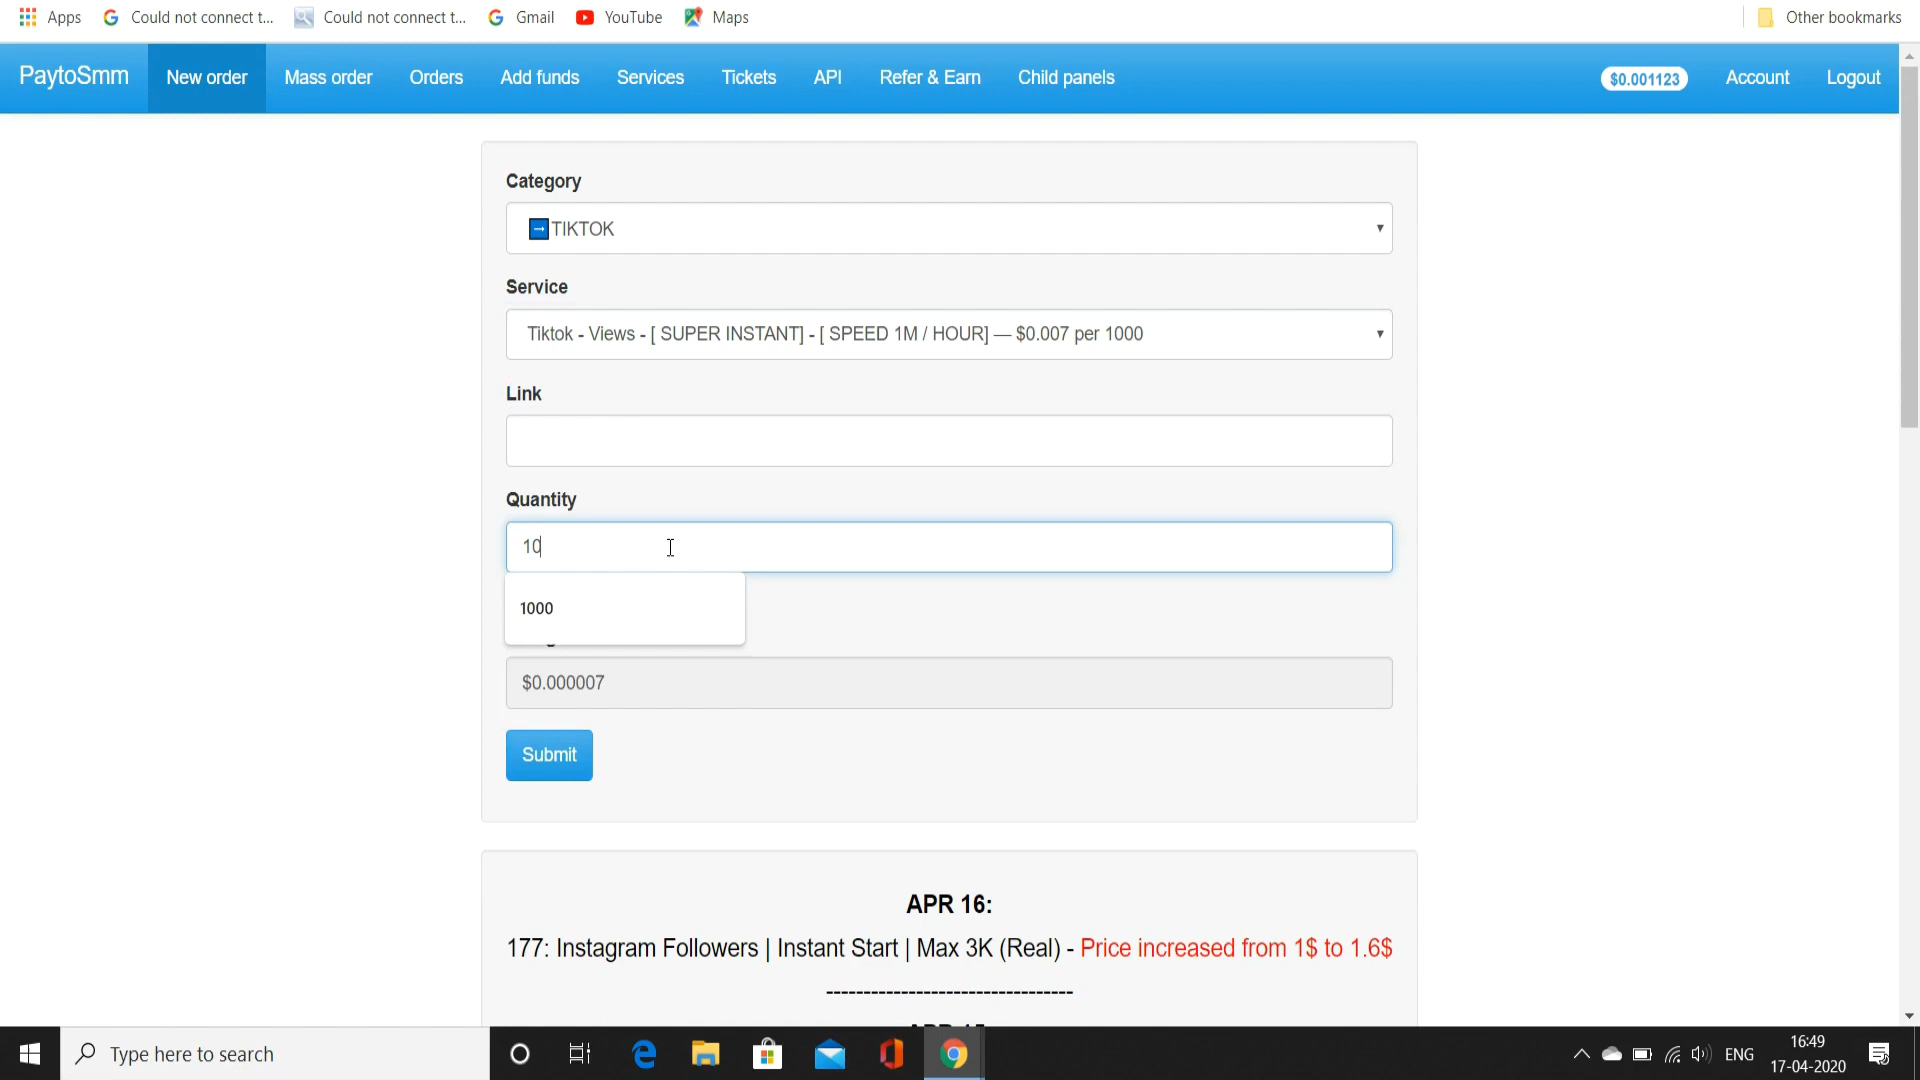 Apps Could not connect t... Could not connect t... Gmail YouTube Maps Other bookmarks
PaytoSmm New order Mass order Orders Add funds Services Tickets API Refer & Earn Child panels $0.001123 Account Logout
Category
TIKTOK
Service
Tiktok - Views - [ SUPER INSTANT] - [ SPEED 1M / HOUR] — $0.007 per 1000
Link
Quantity
10
1000
$0.000007
Submit
APR 16:
177: Instagram Followers | Instant Start | Max 3K (Real) - Price increased from 1$ to 1.6$
---------------------------------
Type here to search
ENG
16:49
17-04-2020